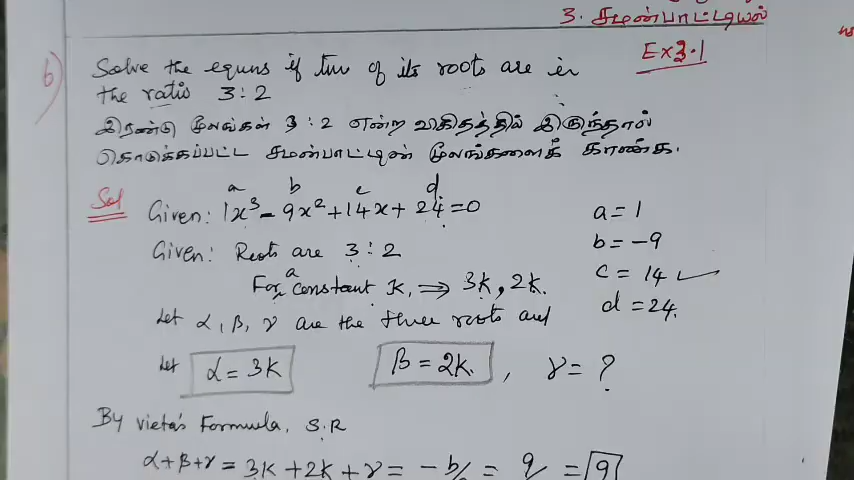 3. சமன்பாட்டியல்
Ex 3.1
6) Solve the equns if two of its roots are in
the ratio 3:2
இரண்டு மூலங்கள் 3:2 என்ற விகிதத்தில் இருந்தால்
கொடுக்கப்பட்ட சமன்பாட்டின் மூலங்களைக் காண்க.
a b c d
Sol Given: 1x³ - 9x² + 14x + 24 = 0
a = 1
b = -9
Given: Roots are 3:2
c = 14
For a constant K, ⟹ 3K, 2K.
d = 24.
Let α, β, γ are the three roots and
Let α = 3K β = 2K. , γ = ?
By Vieta's Formula, S.R
α+β+γ = 3K + 2K + γ = -b/ = 9/ = 9